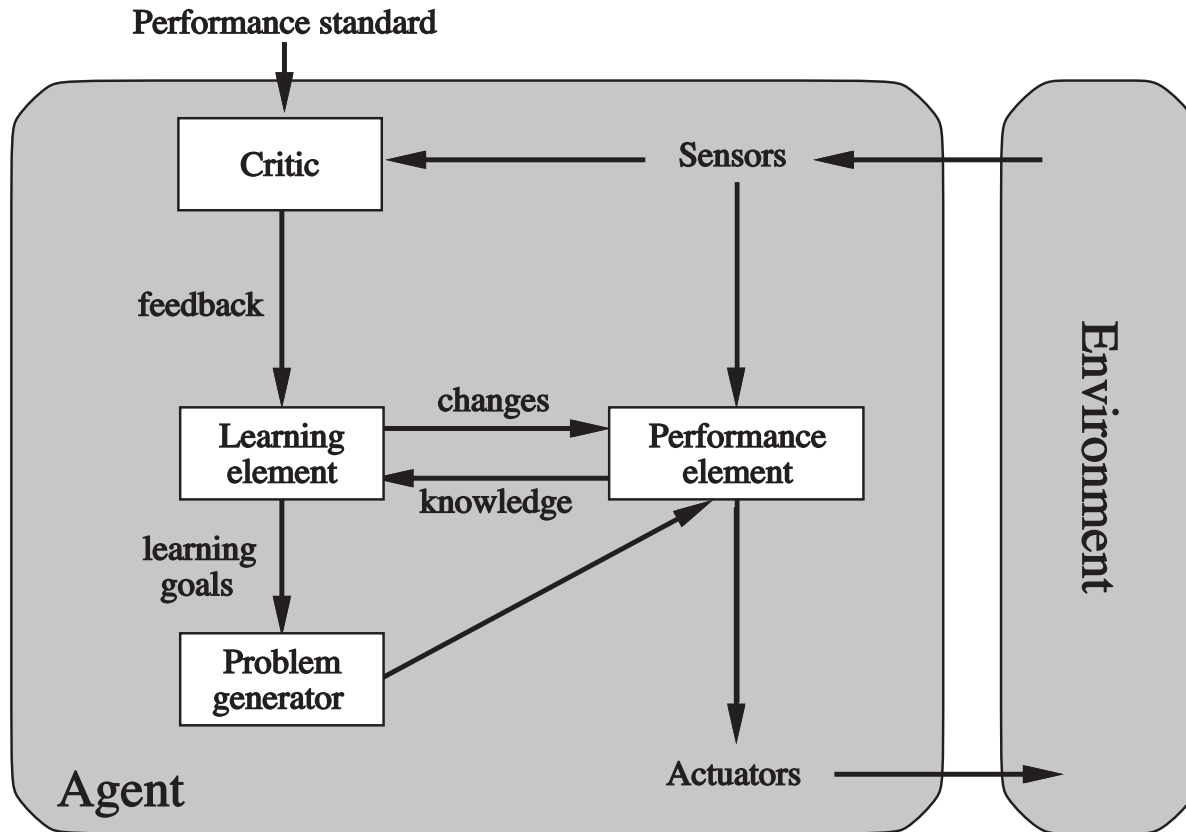 Performance standard
Critic
Sensors
feedback
changes
Learning
element
Performance
element
knowledge
learning
goals
Problem
generator
Agent
Actuators
Environment